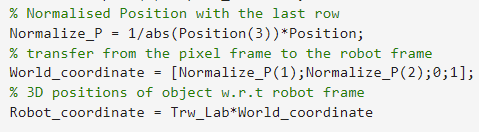 % Normalised Position with the last row
Normalize_P = 1/abs(Position(3))*Position;
% transfer from the pixel frame to the robot frame
World_coordinate = [Normalize_P(1);Normalize_P(2);0;1];
% 3D positions of object w.r.t robot frame
Robot_coordinate = Trw_Lab*World_coordinate